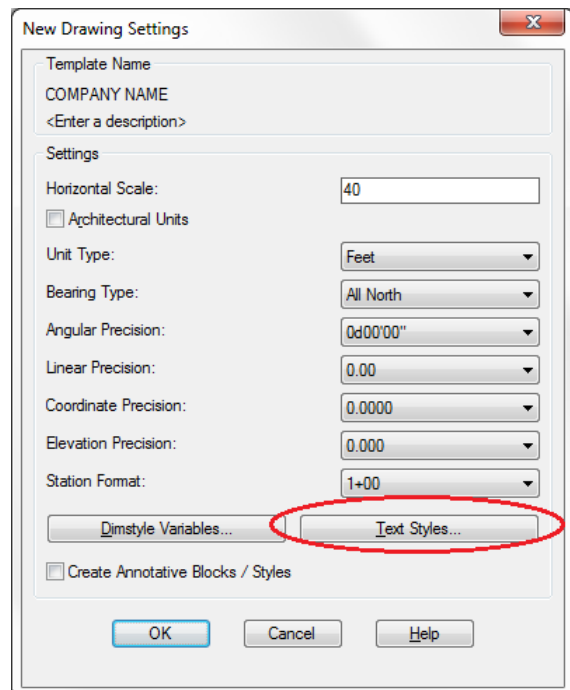 New Drawing Settings
Template Name
COMPANY NAME
<Enter a description>
Settings
Horizontal Scale: 40
Architectural Units
Unit Type: Feet
Bearing Type: All North
Angular Precision: 0d00'00"
Linear Precision: 0.00
Coordinate Precision: 0.0000
Elevation Precision: 0.000
Station Format: 1+00
Dimstyle Variables... Text Styles...
Create Annotative Blocks / Styles
OK Cancel Help